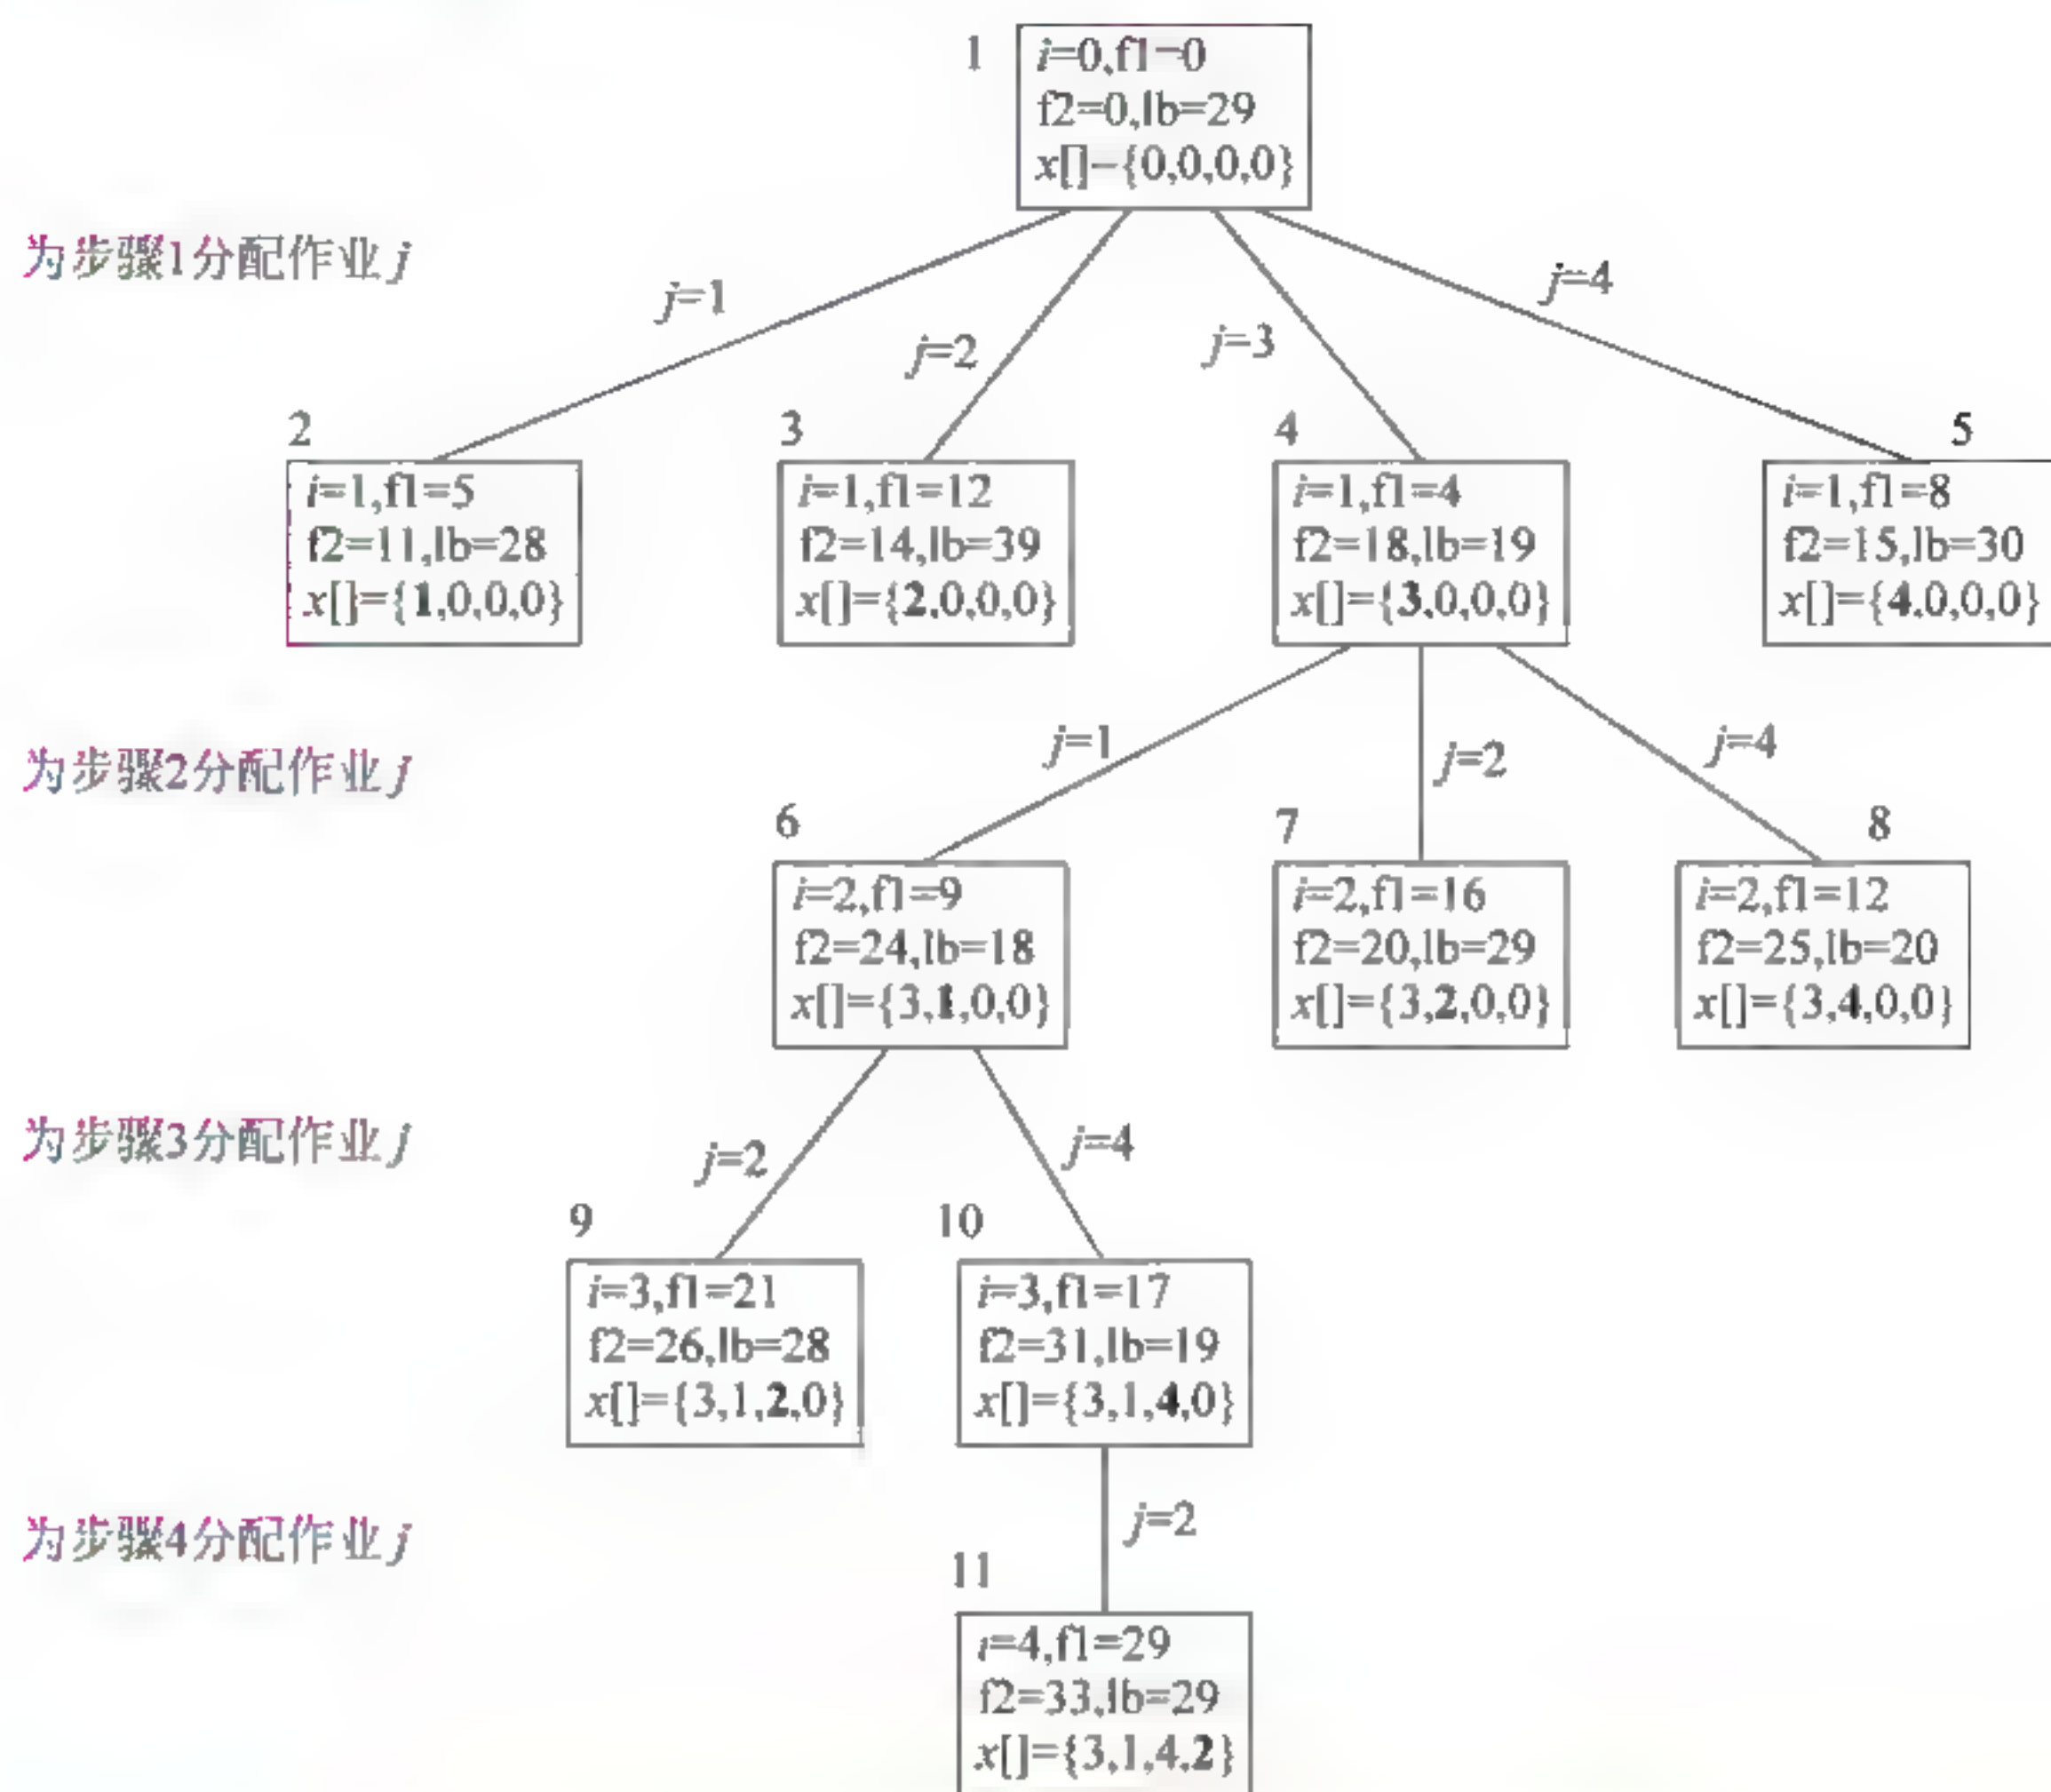 1
i=0,f1=0
f2=0,lb=29
x[]={0,0,0,0}
为步骤1分配作业j
j=1
j=2
j=3
j=4
2
i=1,f1=5
f2=11,lb=28
x[]={1,0,0,0}
3
i=1,f1=12
f2=14,lb=39
x[]={2,0,0,0}
4
i=1,f1=4
f2=18,lb=19
x[]={3,0,0,0}
5
i=1,f1=8
f2=15,lb=30
x[]={4,0,0,0}
为步骤2分配作业j
j=1
j=2
j=4
6
i=2,f1=9
f2=24,lb=18
x[]={3,1,0,0}
7
i=2,f1=16
f2=20,lb=29
x[]={3,2,0,0}
8
i=2,f1=12
f2=25,lb=20
x[]={3,4,0,0}
为步骤3分配作业j
j=2
j=4
9
i=3,f1=21
f2=26,lb=28
x[]={3,1,2,0}
10
i=3,f1=17
f2=31,lb=19
x[]={3,1,4,0}
为步骤4分配作业j
j=2
11
i=4,f1=29
f2=33,lb=29
x[]={3,1,4,2}